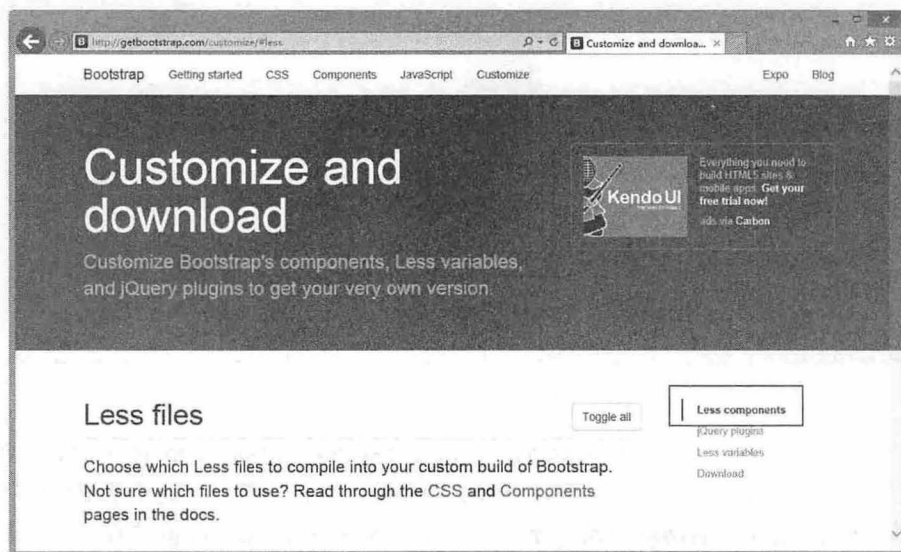 http://getbootstrap.com/customize/#less
Customize and downloa...
Bootstrap Getting started CSS Components JavaScript Customize Expo Blog
Customize and
download
Customize Bootstrap's components, Less variables,
and jQuery plugins to get your very own version.
Everything you need to
build HTML5 sites &
mobile apps. Get your
free trial now!
ads via Carbon
Kendo UI
Less files
Toggle all
Choose which Less files to compile into your custom build of Bootstrap.
Not sure which files to use? Read through the CSS and Components
pages in the docs.
Less components
jQuery plugins
Less variables
Download